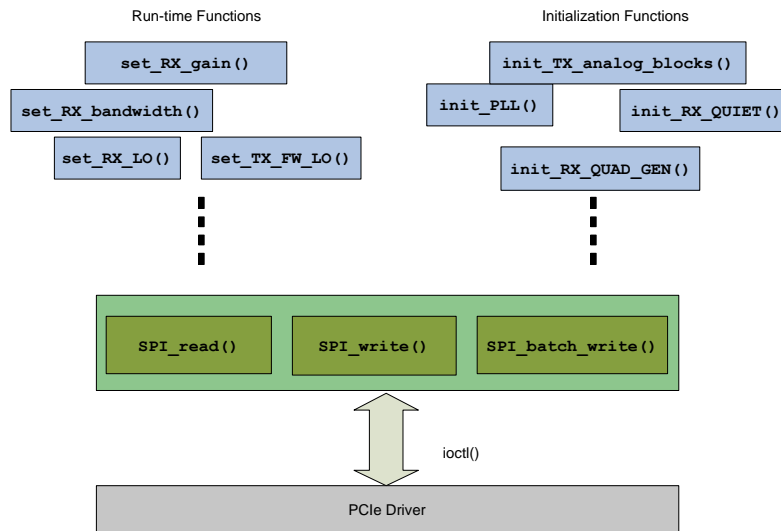 Run-time Functions
Initialization Functions
set_RX_gain()
init_TX_analog_blocks()
set_RX_bandwidth()
init_PLL()
init_RX_QUIET()
set_RX_LO()
set_TX_FW_LO()
init_RX_QUAD_GEN()
SPI_read()
SPI_write()
SPI_batch_write()
ioctl()
PCIe Driver